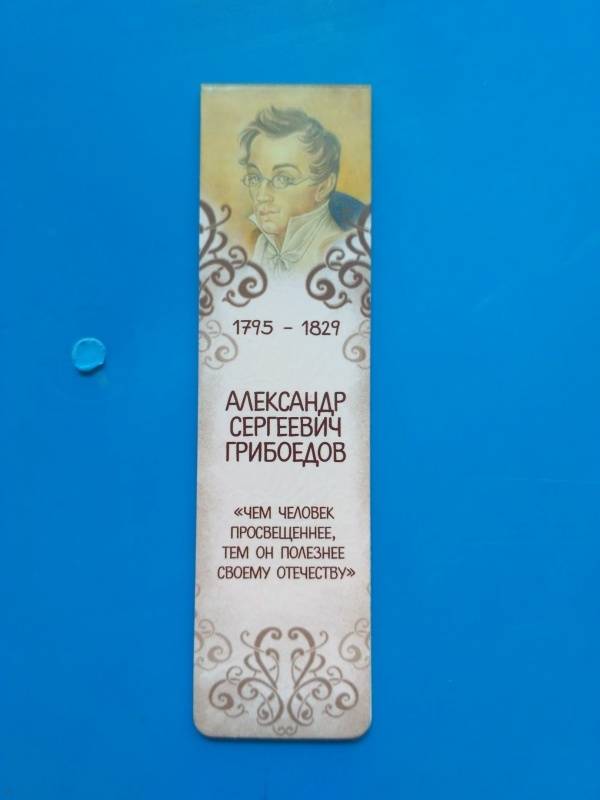 1795 – 1829
АЛЕКСАНДР
СЕРГЕЕВИЧ
ГРИБОЕДОВ
«ЧЕМ ЧЕЛОВЕК
ПРОСВЕЩЕННЕЕ,
ТЕМ ОН ПОЛЕЗНЕЕ
СВОЕМУ ОТЕЧЕСТВУ»